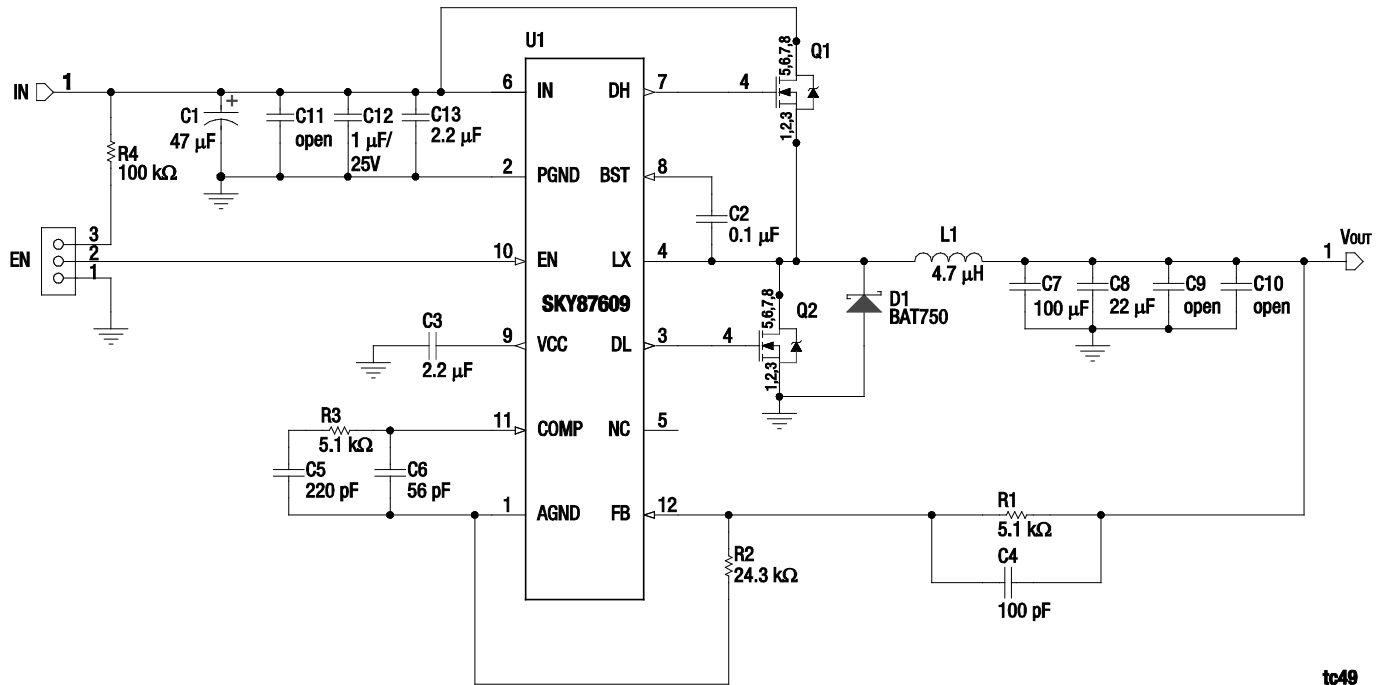 U1
Q1
5,6,7,8
1,2,3
4
IN
1
6
IN
DH
7
C1
47 µF
+
C11
open
C12
1 µF/
25V
C13
2.2 µF
R4
100 kΩ
2
PGND
BST
8
C2
0.1 µF
EN
3
2
1
10
EN
LX
4
SKY87609
L1
4.7 µH
1
VOUT
C7
100 µF
C8
22 µF
C9
open
C10
open
D1
BAT750
Q2
5,6,7,8
1,2,3
4
C3
2.2 µF
9
VCC
DL
3
R3
5.1 kΩ
11
COMP
NC
5
C5
220 pF
C6
56 pF
1
AGND
FB
12
R1
5.1 kΩ
C4
100 pF
R2
24.3 kΩ
tc49